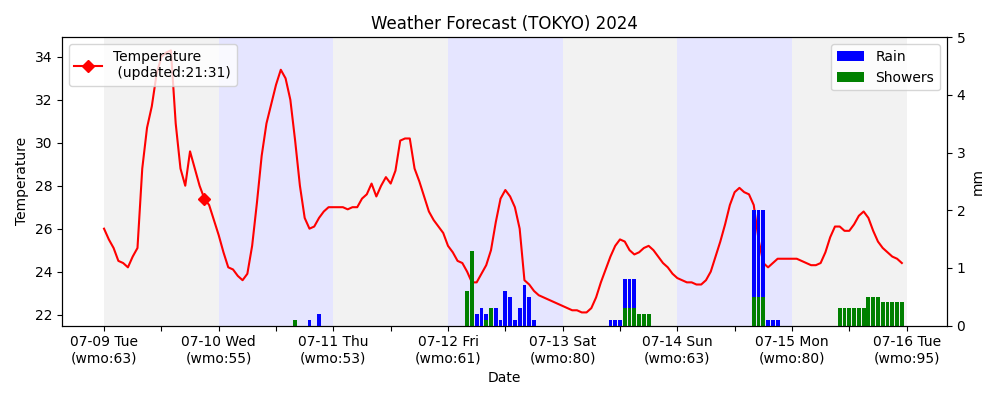 Weather Forecast (TOKYO) 2024
Temperature
(updated:21:31)
Rain
Showers
34
32
30
28
26
24
22
Temperature
5
4
3
2
1
0
mm
07-09 Tue
(wmo:63)
07-10 Wed
(wmo:55)
07-11 Thu
(wmo:53)
07-12 Fri
(wmo:61)
07-13 Sat
(wmo:80)
07-14 Sun
(wmo:63)
07-15 Mon
(wmo:80)
07-16 Tue
(wmo:95)
Date